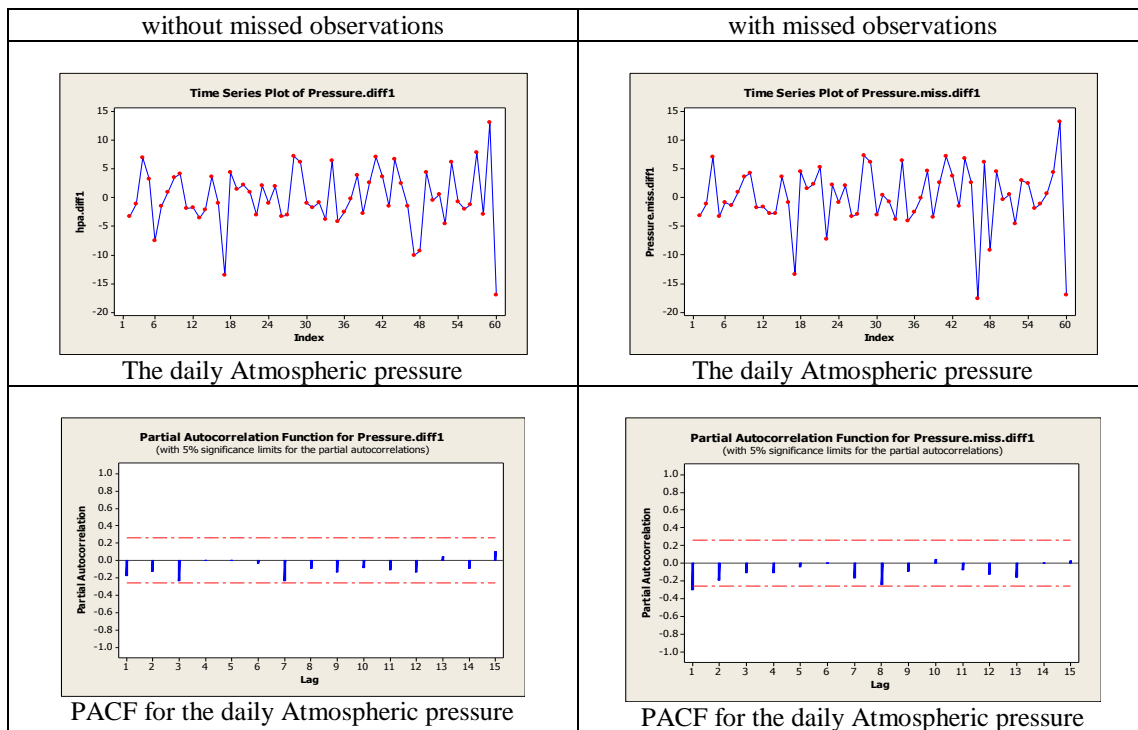 without missed observations
with missed observations
Time Series Plot of Pressure.diff1
hpa.diff1
15
10
5
0
-5
-10
-15
-20
1 6 12 18 24 30 36 42 48 54 60
Index
The daily Atmospheric pressure
Time Series Plot of Pressure.miss.diff1
Pressure.miss.diff1
15
10
5
0
-5
-10
-15
-20
1 6 12 18 24 30 36 42 48 54 60
Index
The daily Atmospheric pressure
Partial Autocorrelation Function for Pressure.diff1
(with 5% significance limits for the partial autocorrelations)
Partial Autocorrelation
1.0
0.8
0.6
0.4
0.2
0.0
-0.2
-0.4
-0.6
-0.8
-1.0
1 2 3 4 5 6 7 8 9 10 11 12 13 14 15
Lag
PACF for the daily Atmospheric pressure
Partial Autocorrelation Function for Pressure.miss.diff1
(with 5% significance limits for the partial autocorrelations)
Partial Autocorrelation
1.0
0.8
0.6
0.4
0.2
0.0
-0.2
-0.4
-0.6
-0.8
-1.0
1 2 3 4 5 6 7 8 9 10 11 12 13 14 15
Lag
PACF for the daily Atmospheric pressure